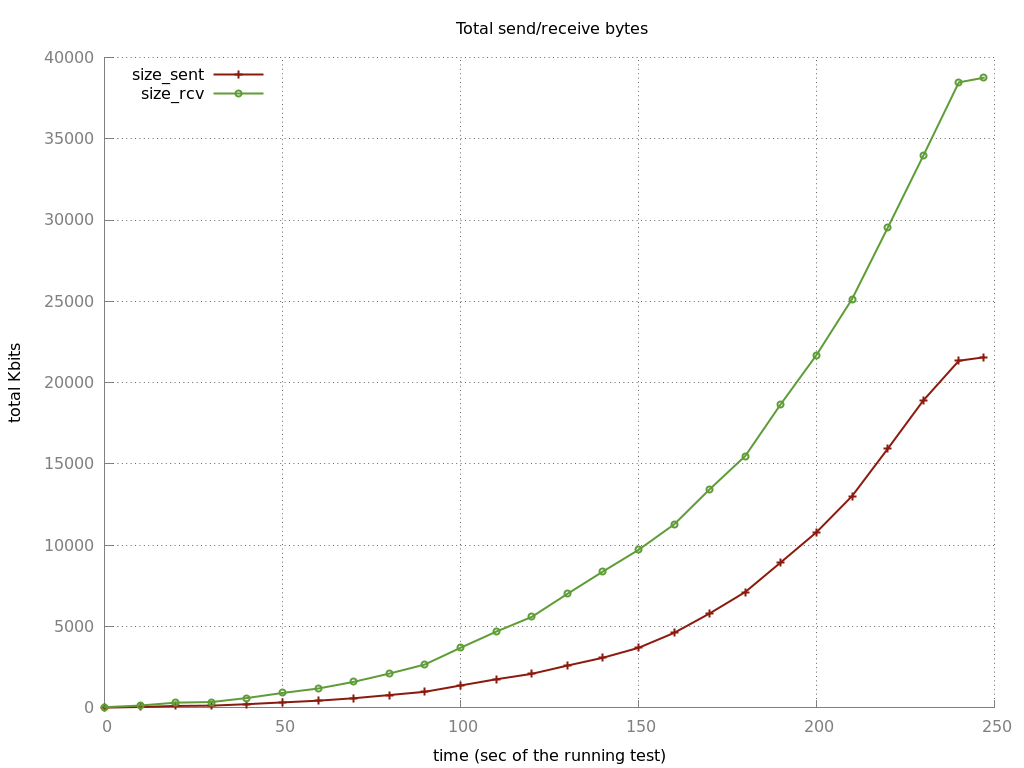 Total send/receive bytes
40000
size_sent
size_rcv
35000
30000
25000
total Kbits
20000
15000
10000
5000
0
0 50 100 150 200 250
time (sec of the running test)